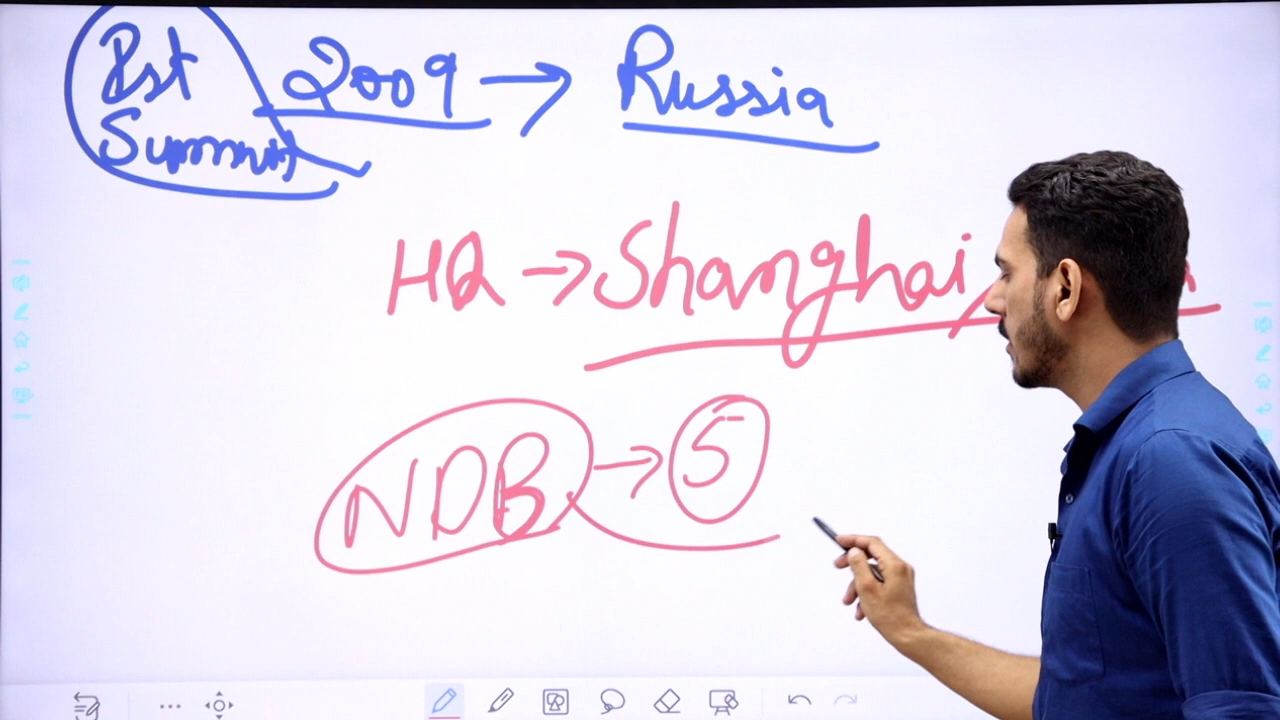 1st 2009 → Russia
Summit
HQ → Shanghai
NDB → 5